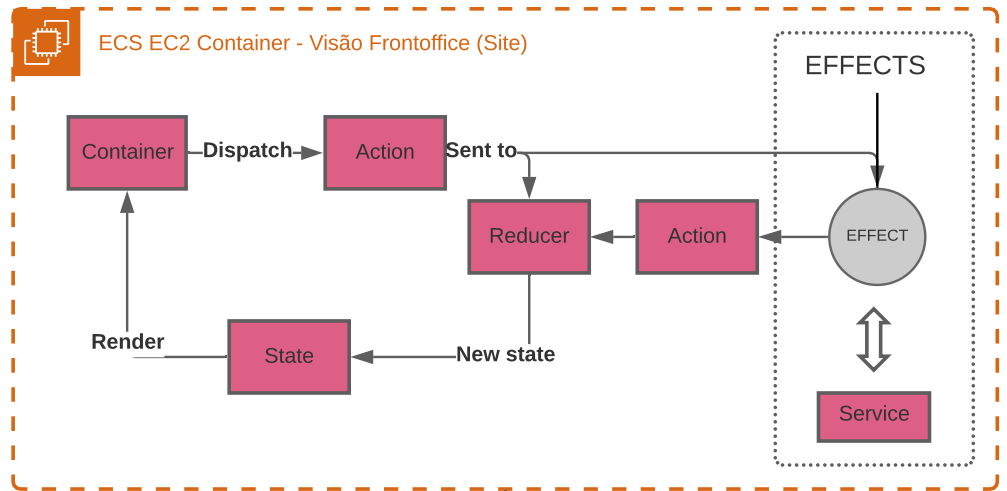 ECS EC2 Container - Visão Frontoffice (Site)
EFFECTS
Container
Dispatch
Action
Sent to
Reducer
Action
EFFECT
Render
State
New state
Service